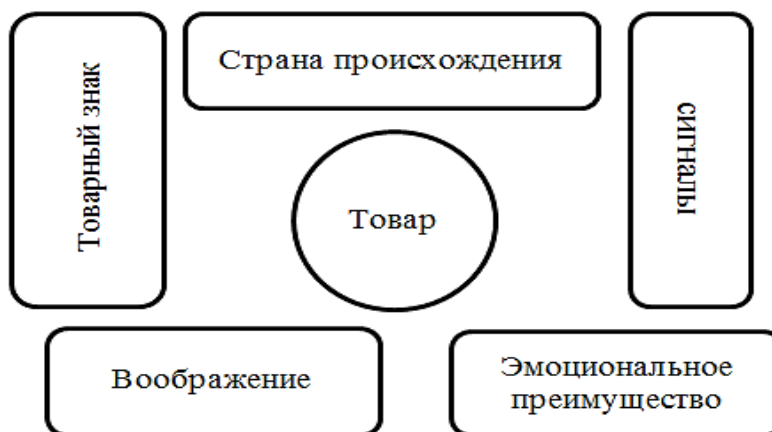 Товарный знак
Страна происхождения
сигналы
Товар
Воображение
Эмоциональное
преимущество